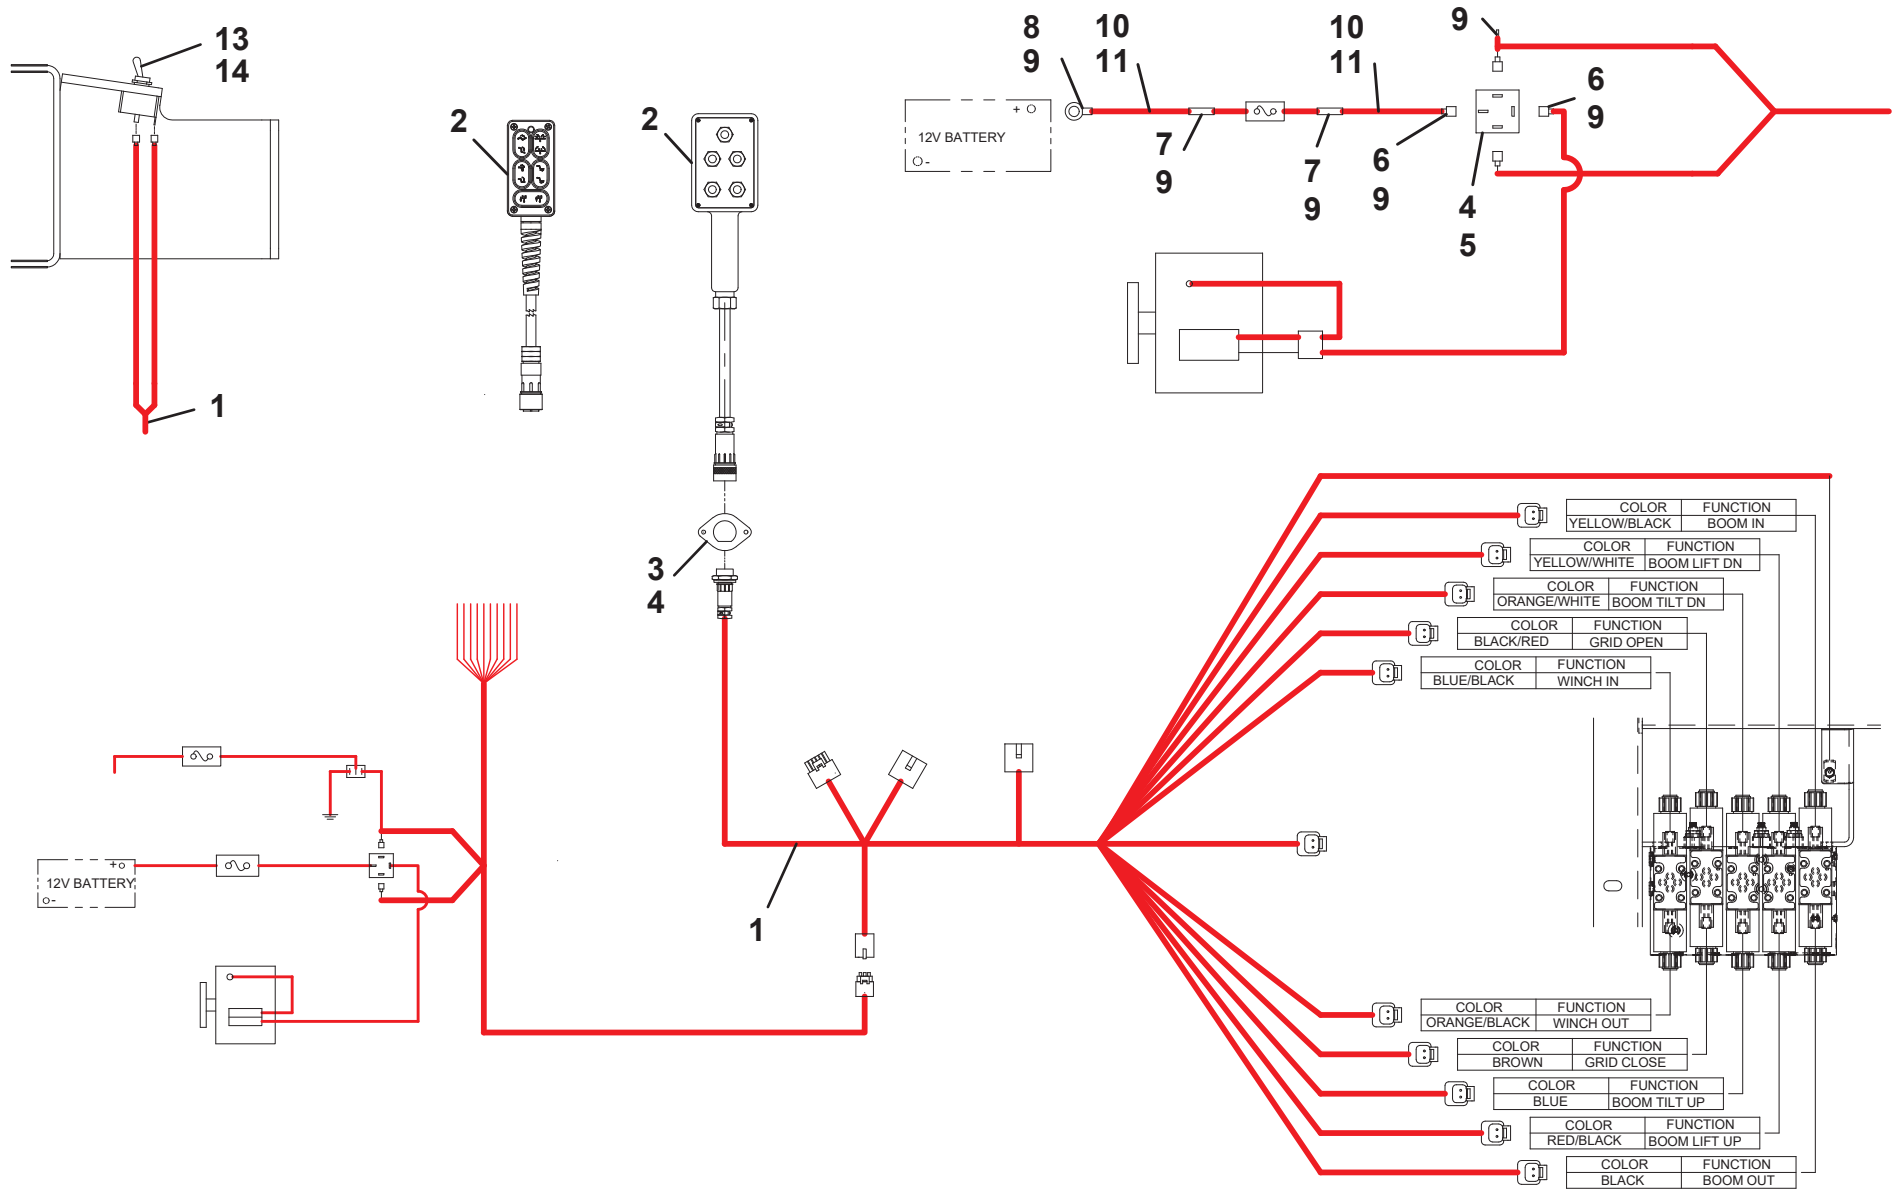 13
14
1
2
2
3
4
8
9
10
11
10
11
9
6
9
7
9
7
9
6
9
4
5
+
12V BATTERY
-
COLOR FUNCTION
YELLOW/BLACK BOOM IN
COLOR FUNCTION
YELLOW/WHITE BOOM LIFT DN
COLOR FUNCTION
ORANGE/WHITE BOOM TILT DN
COLOR FUNCTION
BLACK/RED GRID OPEN
COLOR FUNCTION
BLUE/BLACK WINCH IN
+
12V BATTERY
-
1
COLOR FUNCTION
ORANGE/BLACK WINCH OUT
COLOR FUNCTION
BROWN GRID CLOSE
COLOR FUNCTION
BLUE BOOM TILT UP
COLOR FUNCTION
RED/BLACK BOOM LIFT UP
COLOR FUNCTION
BLACK BOOM OUT